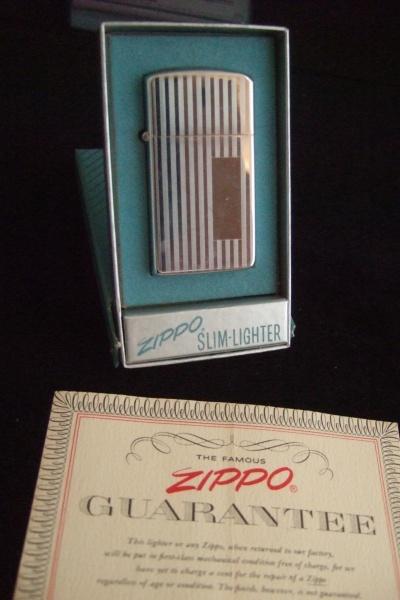 ZIPPO®
SLIM-LIGHTER
THE FAMOUS
ZIPPO®
GUARANTEE
This lighter or any Zippo, when returned to our factory,
will be put in first-class mechanical condition free of charge, for we
have yet to charge a cent for the repair of a Zippo
regardless of age or condition. The finish, however, is not guaranteed.